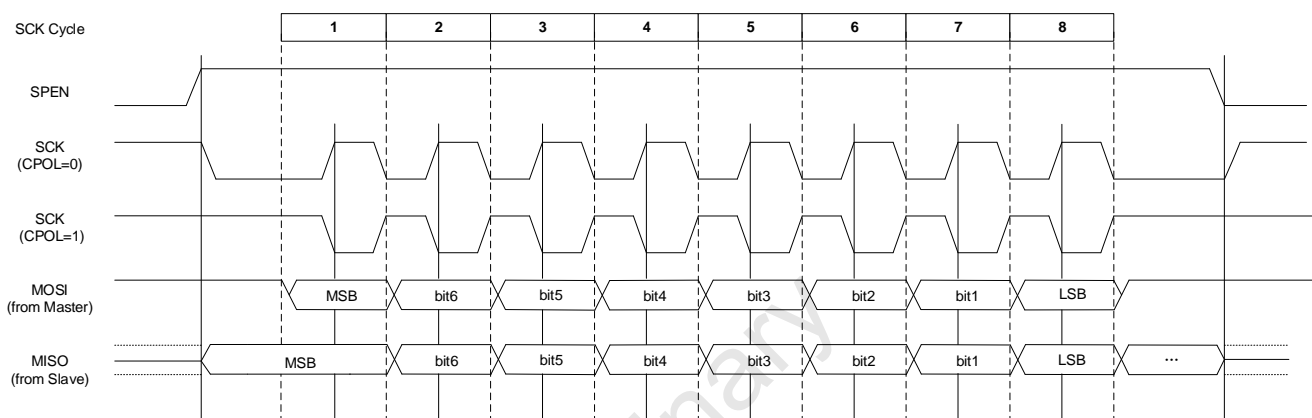 SCK Cycle 1 2 3 4 5 6 7 8
SPEN
SCK
(CPOL=0)
SCK
(CPOL=1)
MOSI
(from Master)
MSB bit6 bit5 bit4 bit3 bit2 bit1 LSB
MISO
(from Slave)
MSB bit6 bit5 bit4 bit3 bit2 bit1 LSB ...